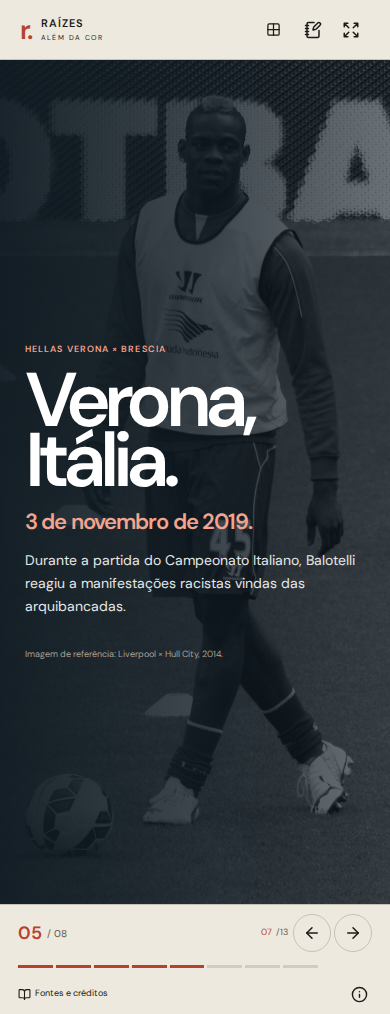 r.
RAÍZES
ALÉM DA COR
OTBA
HELLAS VERONA × BRESCIA
Verona,
Itália.
3 de novembro de 2019.
45
Durante a partida do Campeonato Italiano, Balotelli
reagiu a manifestações racistas vindas das
arquibancadas.
Imagem de referência: Liverpool × Hull City, 2014.
05 / 08
07 /13
Fontes e créditos